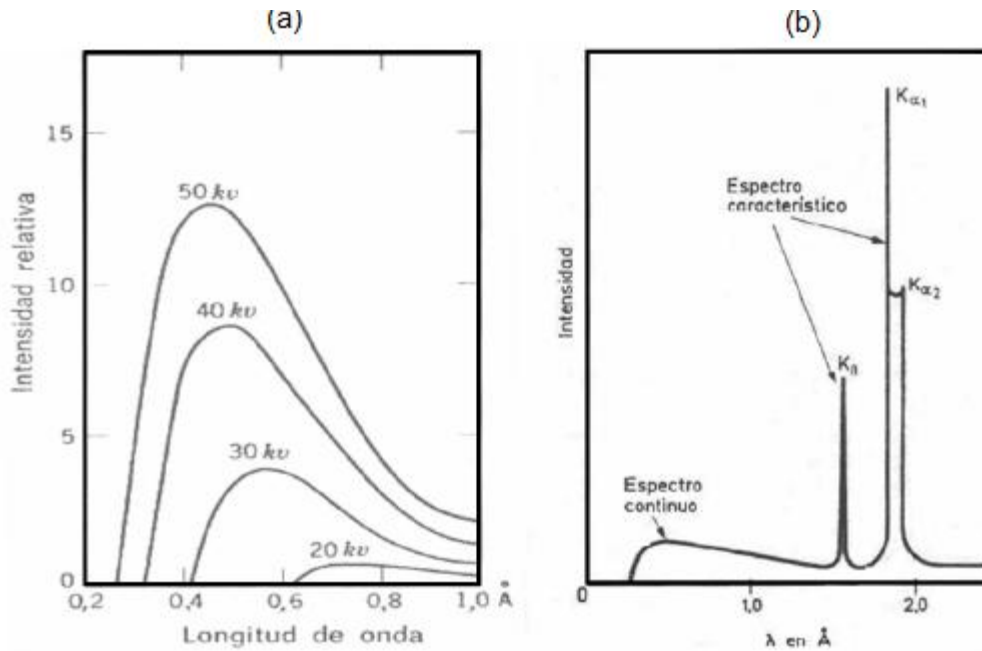 (a)
Intensidad relativa
15
10
5
0
50 kv
40 kv
30 kv
20 kv
0,2 0,4 0,6 0,8 1,0 Å
Longitud de onda
(b)
Intensidad
Kα1
Espectro
característico
Kα2
Kβ
Espectro
continuo
0 1,0 2,0
λ en Å